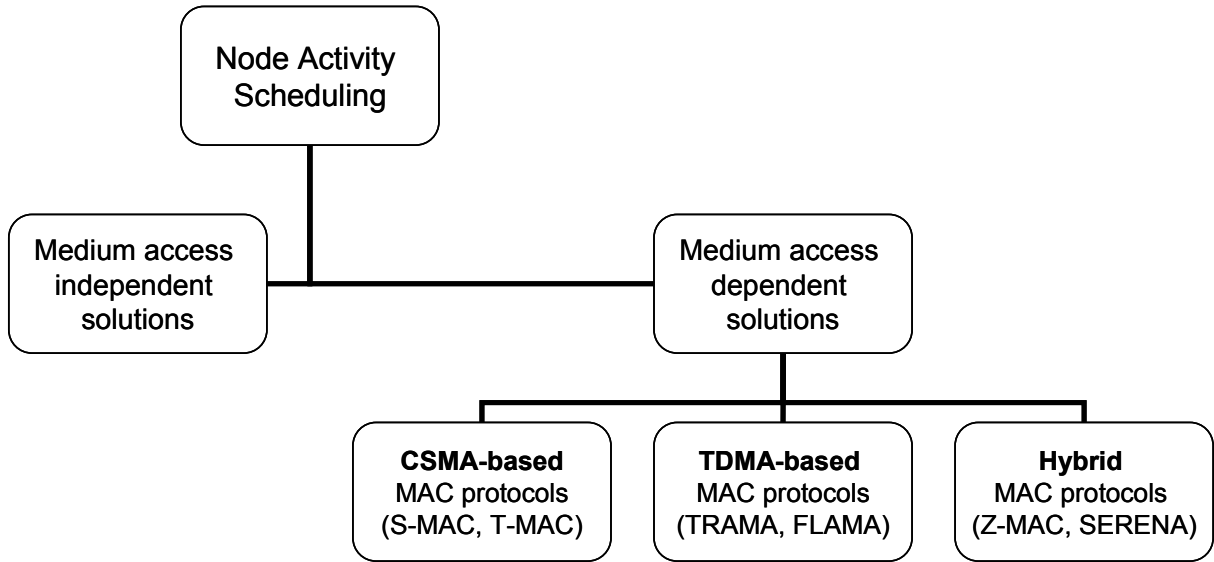 Node Activity
Scheduling
Medium access
independent
solutions
Medium access
dependent
solutions
CSMA-based
MAC protocols
(S-MAC, T-MAC)
TDMA-based
MAC protocols
(TRAMA, FLAMA)
Hybrid
MAC protocols
(Z-MAC, SERENA)